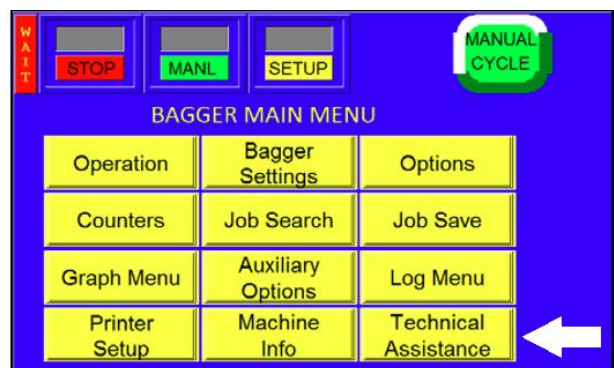 WAIT
STOP
MANL
SETUP
MANUAL
CYCLE
BAGGER MAIN MENU
Operation
Bagger
Settings
Options
Counters
Job Search
Job Save
Graph Menu
Auxiliary
Options
Log Menu
Printer
Setup
Machine
Info
Technical
Assistance